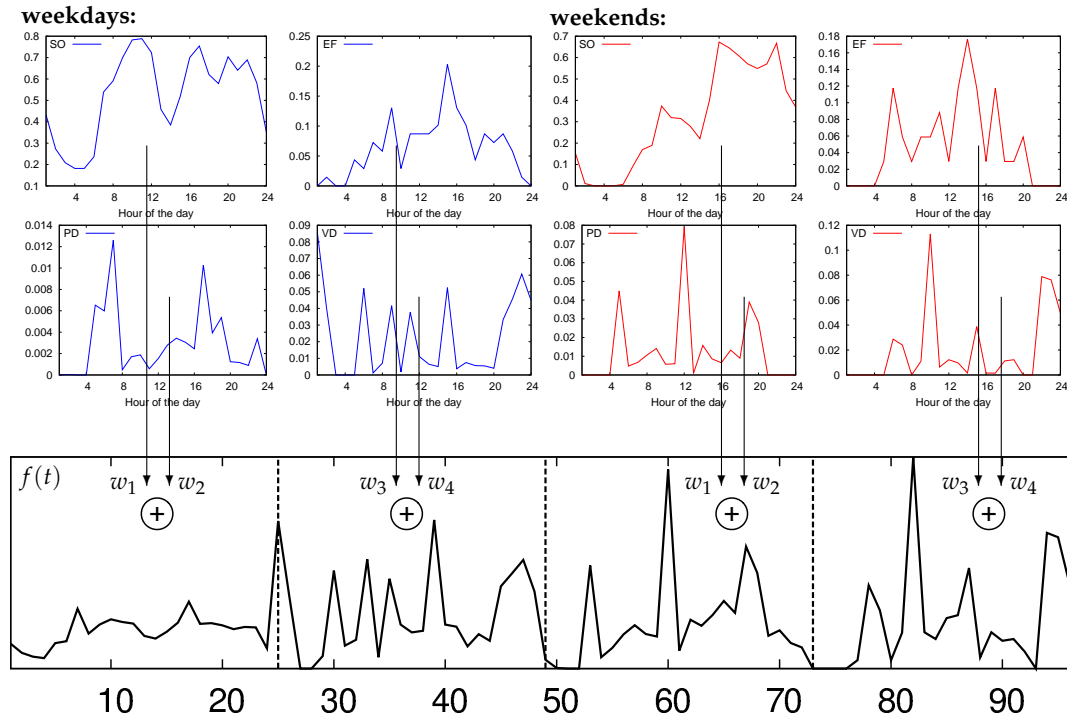 weekdays:
weekends:
SO
0.8
0.7
0.6
0.5
0.4
0.3
0.2
0.1
4 8 12 16 20 24
Hour of the day
EF
0.25
0.2
0.15
0.1
0.05
0
4 8 12 16 20 24
Hour of the day
SO
0.8
0.7
0.6
0.5
0.4
0.3
0.2
0.1
0
4 8 12 16 20 24
Hour of the day
EF
0.18
0.16
0.14
0.12
0.1
0.08
0.06
0.04
0.02
0
4 8 12 16 20 24
Hour of the day
PD
0.014
0.012
0.01
0.008
0.006
0.004
0.002
0
4 8 12 16 20 24
Hour of the day
VD
0.09
0.08
0.07
0.06
0.05
0.04
0.03
0.02
0.01
0
4 8 12 16 20 24
Hour of the day
PD
0.08
0.07
0.06
0.05
0.04
0.03
0.02
0.01
0
4 8 12 16 20 24
Hour of the day
VD
0.12
0.1
0.08
0.06
0.04
0.02
0
4 8 12 16 20 24
Hour of the day
f(t)
w1 w2 w3 w4 w1 w2 w3 w4
+ + + +
10 20 30 40 50 60 70 80 90